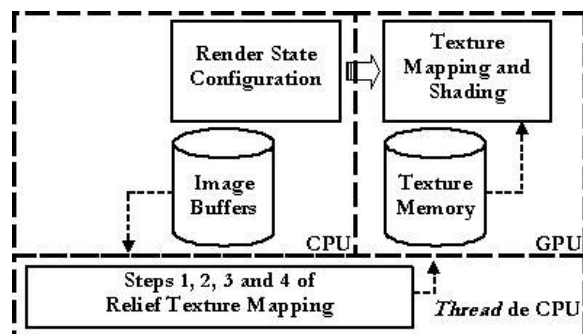 Render State
Configuration
Texture
Mapping and
Shading
Image
Buffers
Texture
Memory
CPU
GPU
Steps 1, 2, 3 and 4 of
Relief Texture Mapping
Thread de CPU